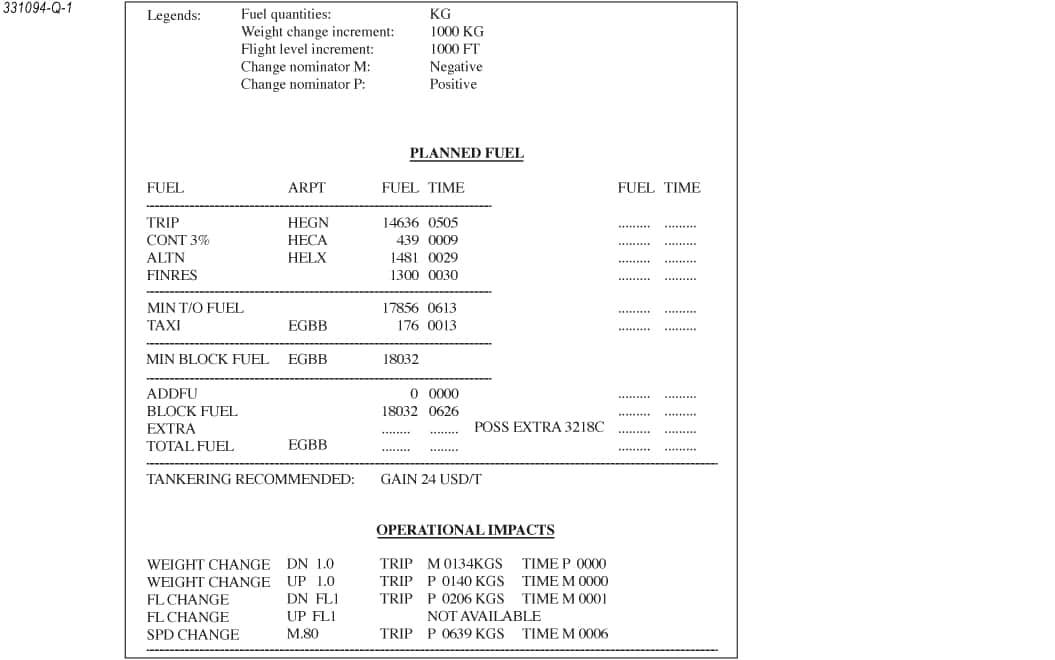 331094-Q-1
Legends: Fuel quantities: KG
Weight change increment: 1000 KG
Flight level increment: 1000 FT
Change nominator M: Negative
Change nominator P: Positive
PLANNED FUEL
FUEL ARPT FUEL TIME FUEL TIME
TRIP HEGN 14636 0505 ......... .........
CONT 3% HECA 439 0009 ......... .........
ALTN HELX 1481 0029 ......... .........
FINRES 1300 0030 ......... .........
MIN T/O FUEL 17856 0613 ......... .........
TAXI EGBB 176 0013 ......... .........
MIN BLOCK FUEL EGBB 18032
ADDFU 0 0000 ......... .........
BLOCK FUEL 18032 0626 ......... .........
EXTRA ........ ........ POSS EXTRA 3218C ......... .........
TOTAL FUEL EGBB ........ ........ ......... .........
TANKERING RECOMMENDED: GAIN 24 USD/T
OPERATIONAL IMPACTS
WEIGHT CHANGE DN 1.0 TRIP M 0134KGS TIME P 0000
WEIGHT CHANGE UP 1.0 TRIP P 0140 KGS TIME M 0000
FL CHANGE DN FL1 TRIP P 0206 KGS TIME M 0001
FL CHANGE UP FL1 NOT AVAILABLE
SPD CHANGE M.80 TRIP P 0639 KGS TIME M 0006